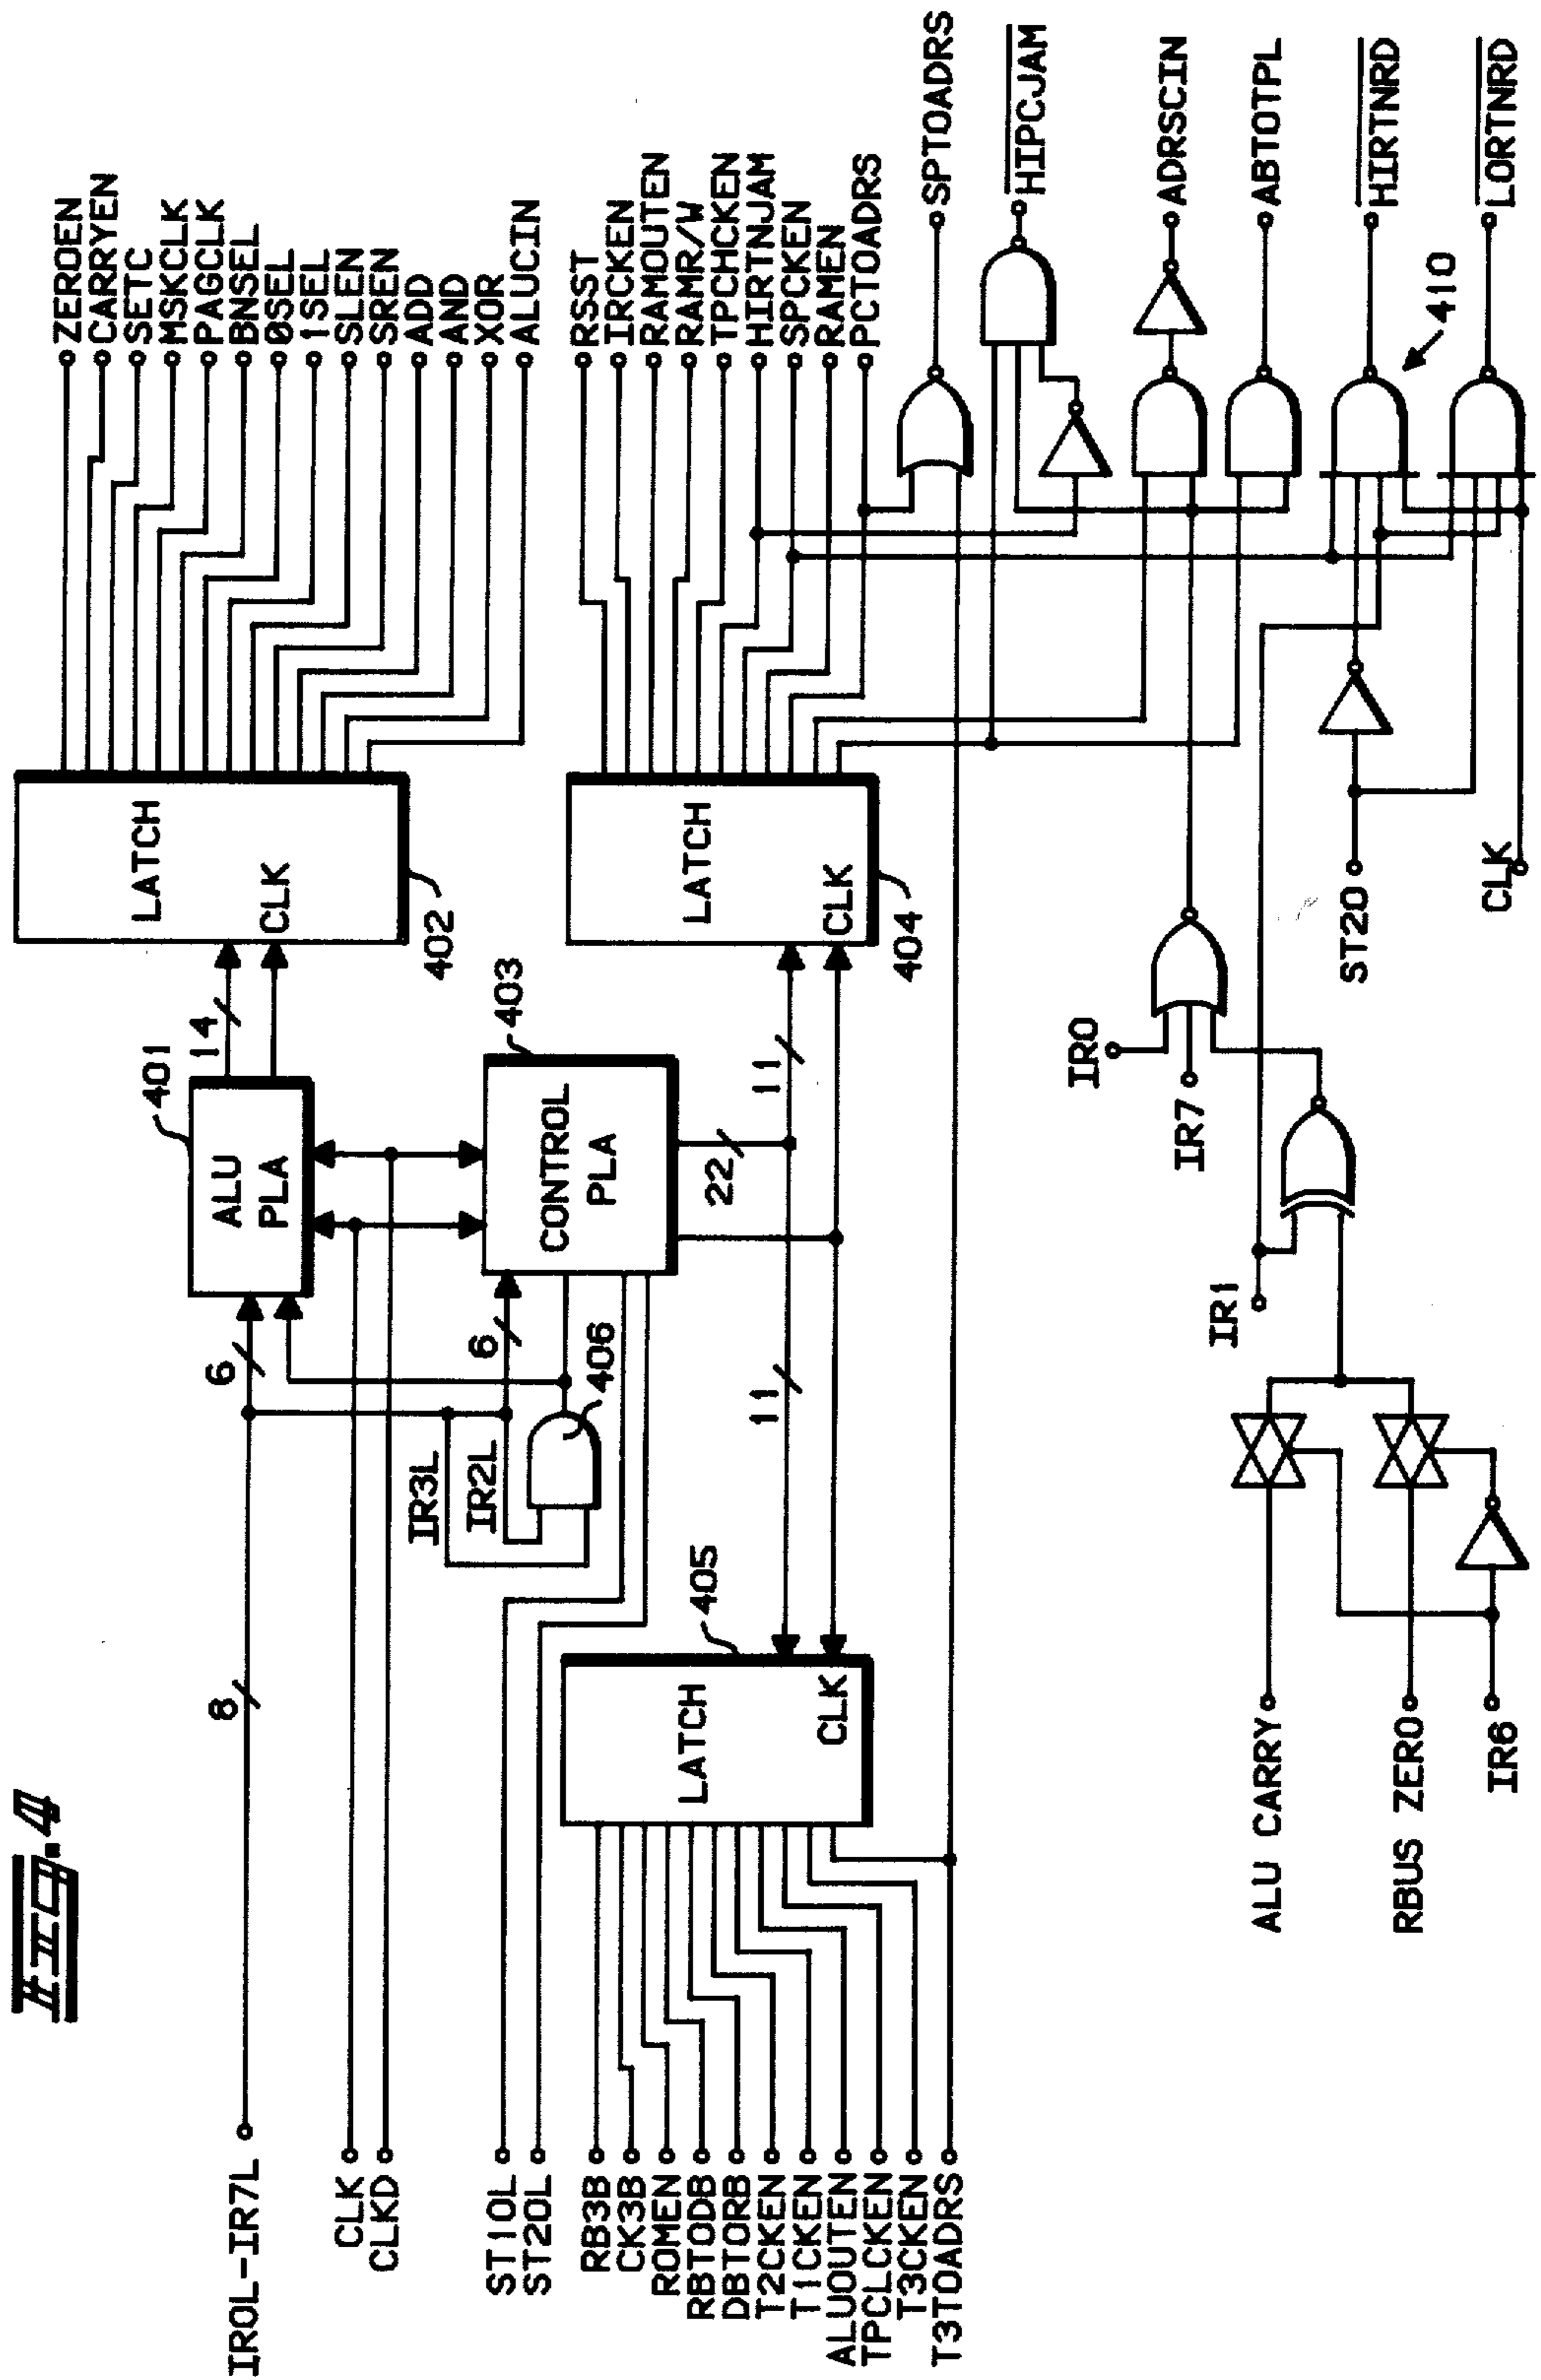 FIG. 4
IR0L-IR7L
8
CLK
CLKD
ST10L
ST20L
RB3B
CK3B
ROMEN
RBTODB
DBTORB
T2CKEN
T1CKEN
ALUOUTEN
TPCLCKEN
T3CKEN
T3TOADRS
LATCH
CLK
405
IR3L
IR2L
406
6
6
401
ALU
PLA
14
403
CONTROL
PLA
22
11
11
LATCH
CLK
402
LATCH
CLK
404
ZEROEN
CARRYEN
SETC
MSKCLK
PAGCLK
BNSEL
0SEL
1SEL
SLEN
SREN
ADD
AND
XOR
ALUCIN
RSST
IRCKEN
RAMOUTEN
RAMR/W
TPCHCKEN
HIRTNJAM
SPCKEN
RAMEN
PCTOADRS
SPTOADRS
HIPCJAM
ADRSCIN
ABTOTPL
HIRTNRD
LORTNRD
410
ALU CARRY
RBUS ZERO
IR6
IR1
IR0
IR7
ST20
CLK